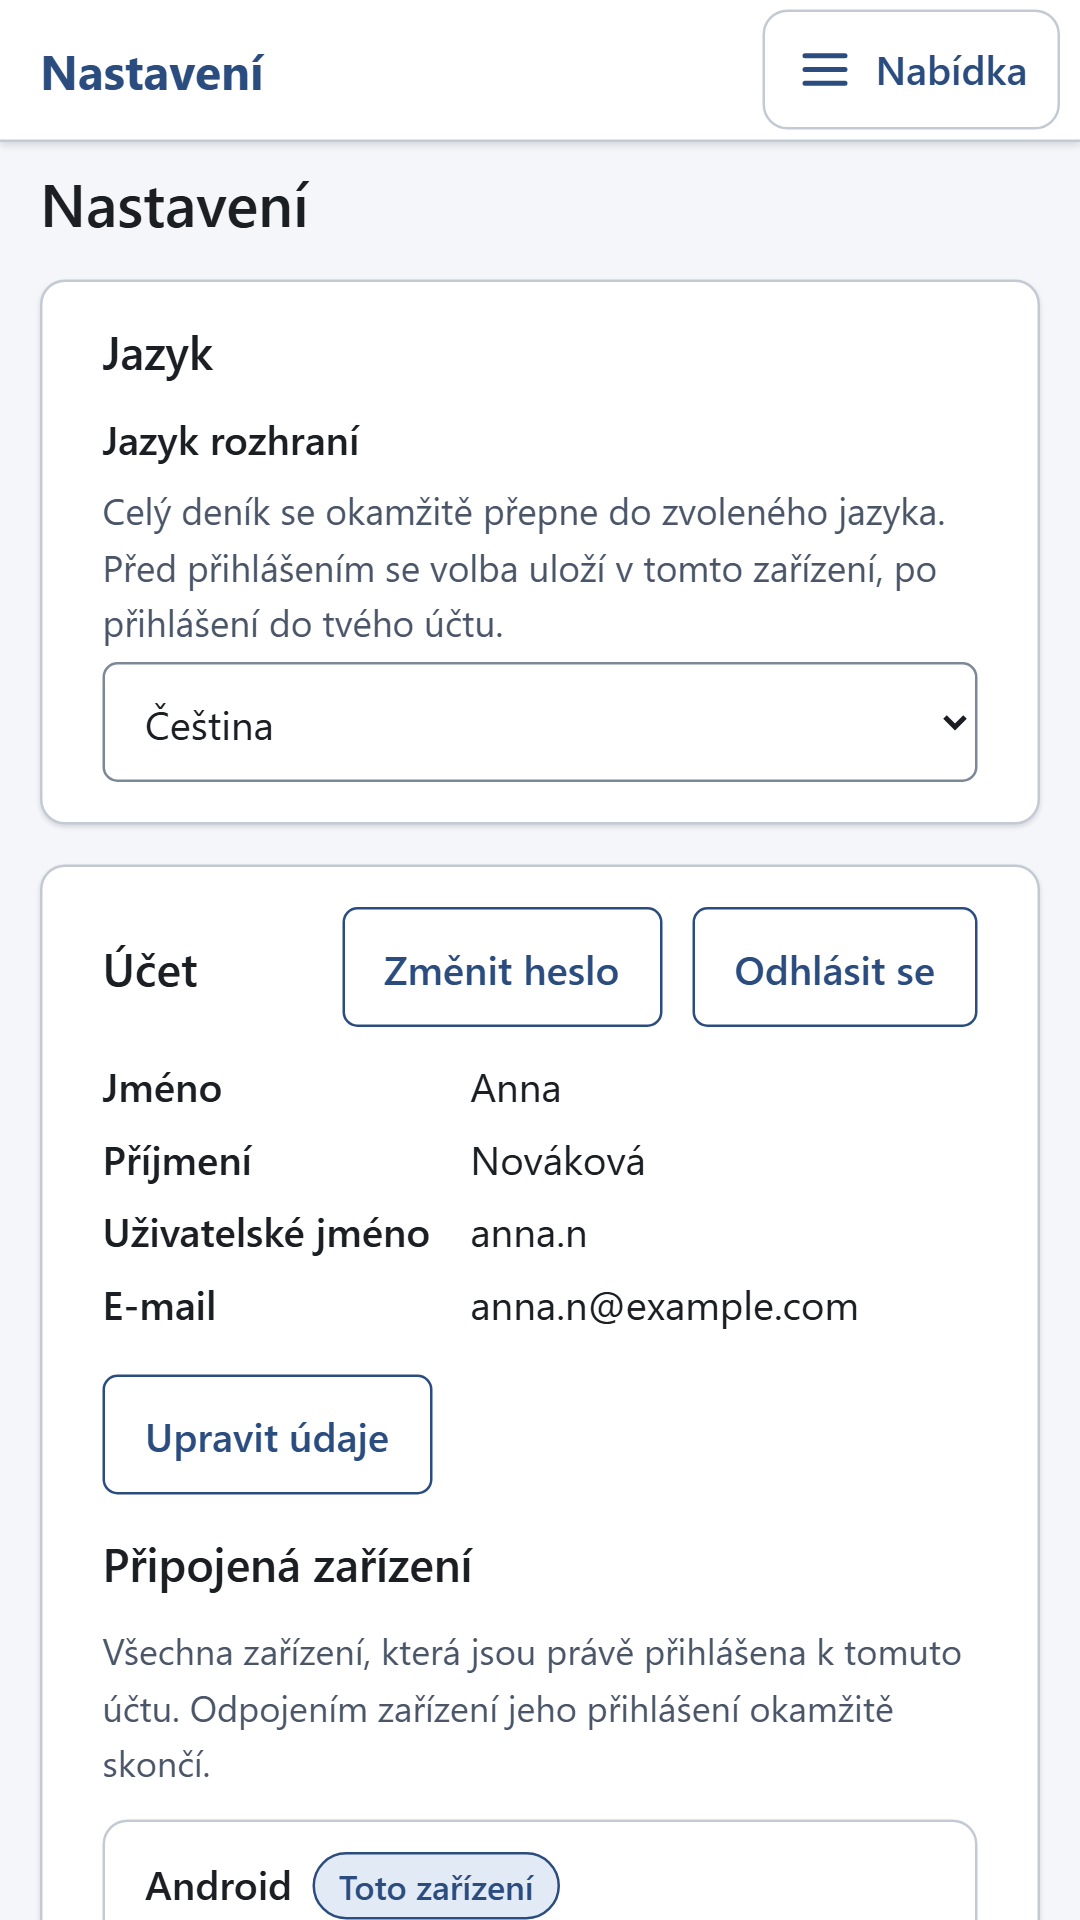 Nastavení
Nabídka
Nastavení
Jazyk
Jazyk rozhraní
Celý deník se okamžitě přepne do zvoleného jazyka.
Před přihlášením se volba uloží v tomto zařízení, po
přihlášení do tvého účtu.
Čeština
Účet
Změnit heslo
Odhlásit se
Jméno Anna
Příjmení Nováková
Uživatelské jméno anna.n
E-mail anna.n@example.com
Upravit údaje
Připojená zařízení
Všechna zařízení, která jsou právě přihlášena k tomuto
účtu. Odpojením zařízení jeho přihlášení okamžitě
skončí.
Android Toto zařízení